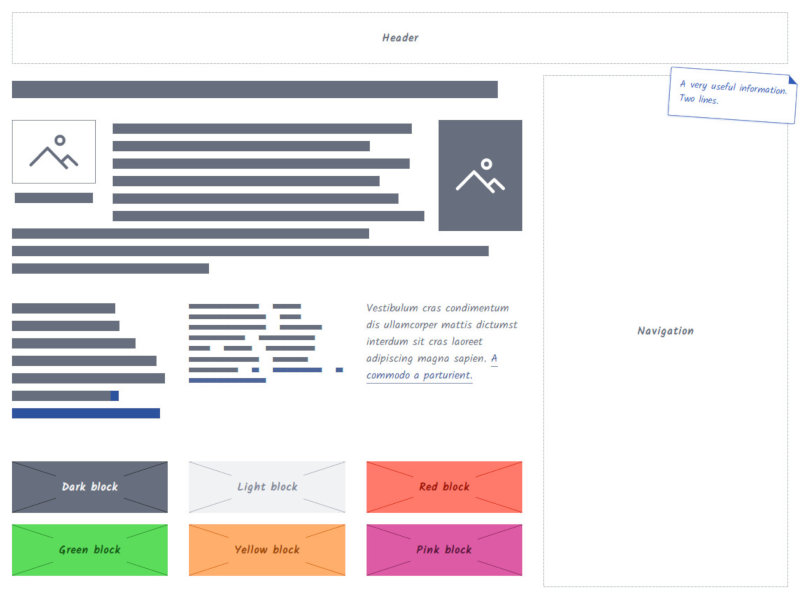 Header
A very useful information.
Two lines.
Vestibulum cras condimentum
dis ullamcorper mattis dictumst
interdum sit cras laoreet
adipiscing magna sapien. A
commodo a parturient.
Navigation
Dark block
Light block
Red block
Green block
Yellow block
Pink block